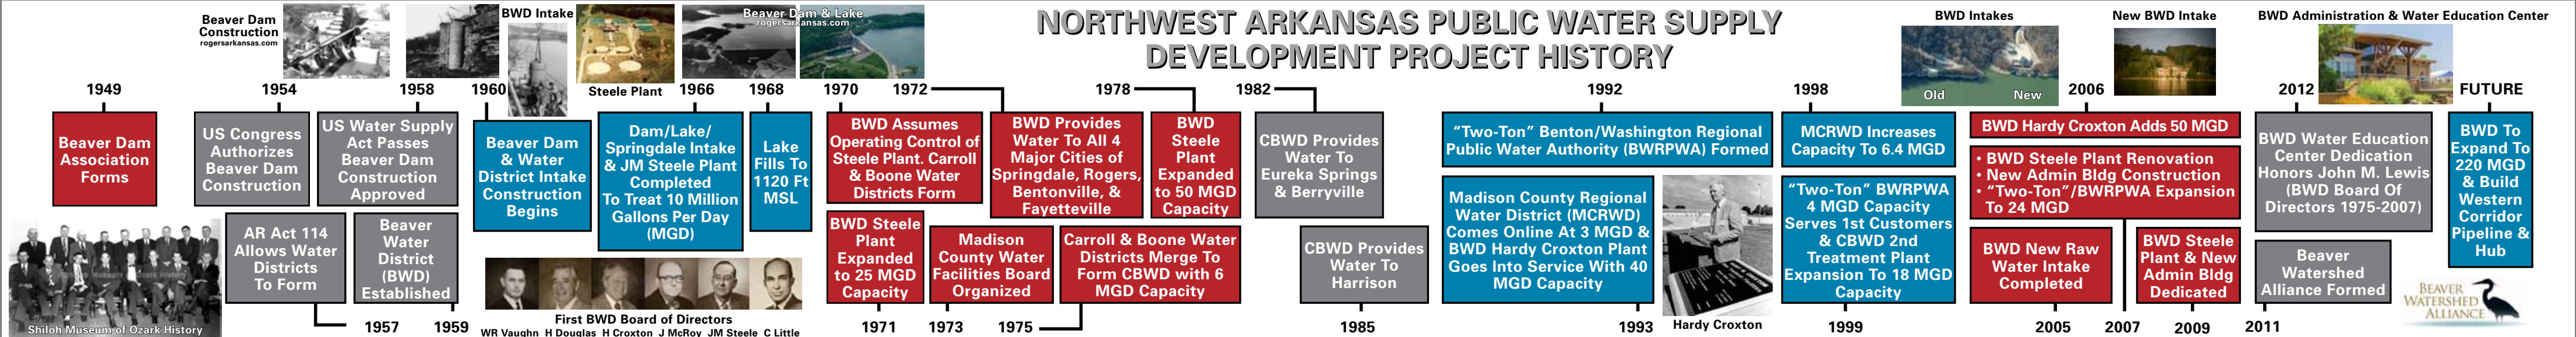 NORTHWEST ARKANSAS PUBLIC WATER SUPPLY
DEVELOPMENT PROJECT HISTORY
Beaver Dam
Construction
rogersarkansas.com
BWD Intake
Steele Plant
Beaver Dam & Lake
rogersarkansas.com
BWD Intakes
Old
New
New BWD Intake
BWD Administration & Water Education Center
1949
Beaver Dam
Association
Forms
Shiloh Museum of Ozark History
1954
US Congress
Authorizes
Beaver Dam
Construction
AR Act 114
Allows Water
Districts
To Form
1957
1958
US Water Supply
Act Passes
Beaver Dam
Construction
Approved
Beaver
Water
District
(BWD)
Established
1959
1960
Beaver Dam
& Water
District Intake
Construction
Begins
1966
Dam/Lake/
Springdale Intake
& JM Steele Plant
Completed
To Treat 10 Million
Gallons Per Day
(MGD)
1968
Lake
Fills To
1120 Ft
MSL
First BWD Board of Directors
WR Vaughn H Douglas H Croxton J McRoy JM Steele C Little
1970
BWD Assumes
Operating Control of
Steele Plant. Carroll
& Boone Water
Districts Form
BWD Steele
Plant
Expanded
to 25 MGD
Capacity
1971
1972
BWD Provides
Water To All 4
Major Cities of
Springdale, Rogers,
Bentonville, &
Fayetteville
Madison
County Water
Facilities Board
Organized
1973
Carroll & Boone Water
Districts Merge To
Form CBWD with 6
MGD Capacity
1975
1978
BWD
Steele
Plant
Expanded
to 50 MGD
Capacity
1982
CBWD Provides
Water To
Eureka Springs
& Berryville
CBWD Provides
Water To
Harrison
1985
1992
“Two-Ton” Benton/Washington Regional
Public Water Authority (BWRPWA) Formed
Madison County Regional
Water District (MCRWD)
Comes Online At 3 MGD &
BWD Hardy Croxton Plant
Goes Into Service With 40
MGD Capacity
1993
Hardy Croxton
1998
MCRWD Increases
Capacity To 6.4 MGD
“Two-Ton” BWRPWA
4 MGD Capacity
Serves 1st Customers
& CBWD 2nd
Treatment Plant
Expansion To 18 MGD
Capacity
1999
2006
BWD Hardy Croxton Adds 50 MGD
• BWD Steele Plant Renovation
• New Admin Bldg Construction
• “Two-Ton”/BWRPWA Expansion
To 24 MGD
BWD New Raw
Water Intake
Completed
2005
2007
BWD Steele
Plant & New
Admin Bldg
Dedicated
2009
2012
BWD Water Education
Center Dedication
Honors John M. Lewis
(BWD Board Of
Directors 1975-2007)
Beaver
Watershed
Alliance Formed
2011
FUTURE
BWD To
Expand To
220 MGD
& Build
Western
Corridor
Pipeline &
Hub
BEAVER
WATERSHED
ALLIANCE